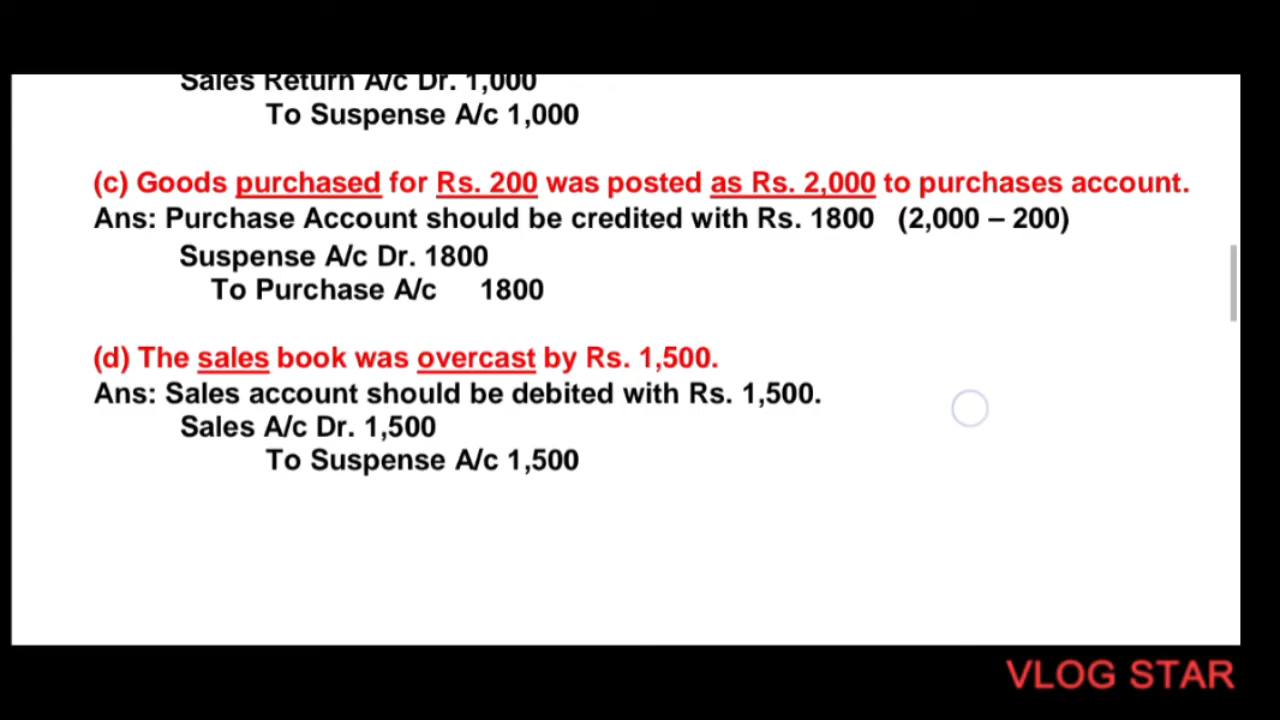 Sales Return A/c Dr. 1,000
To Suspense A/c 1,000
(c) Goods purchased for Rs. 200 was posted as Rs. 2,000 to purchases account.
Ans: Purchase Account should be credited with Rs. 1800 (2,000 – 200)
Suspense A/c Dr. 1800
To Purchase A/c 1800
(d) The sales book was overcast by Rs. 1,500.
Ans: Sales account should be debited with Rs. 1,500.
Sales A/c Dr. 1,500
To Suspense A/c 1,500
VLOG STAR